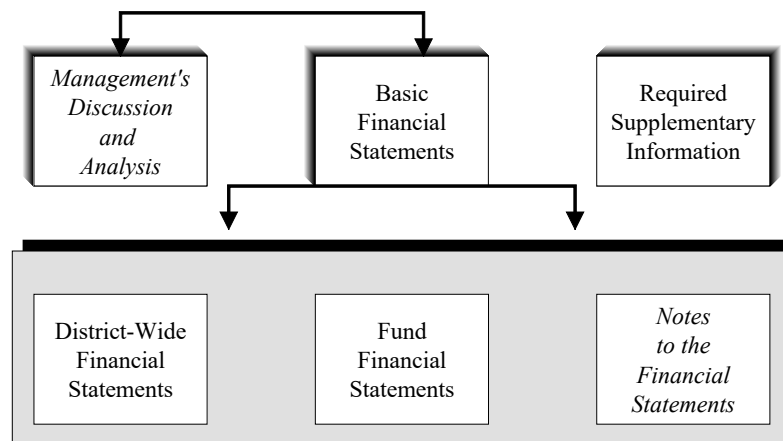 Management's
Discussion
and
Analysis
Basic
Financial
Statements
Required
Supplementary
Information
District-Wide
Financial
Statements
Fund
Financial
Statements
Notes
to the
Financial
Statements